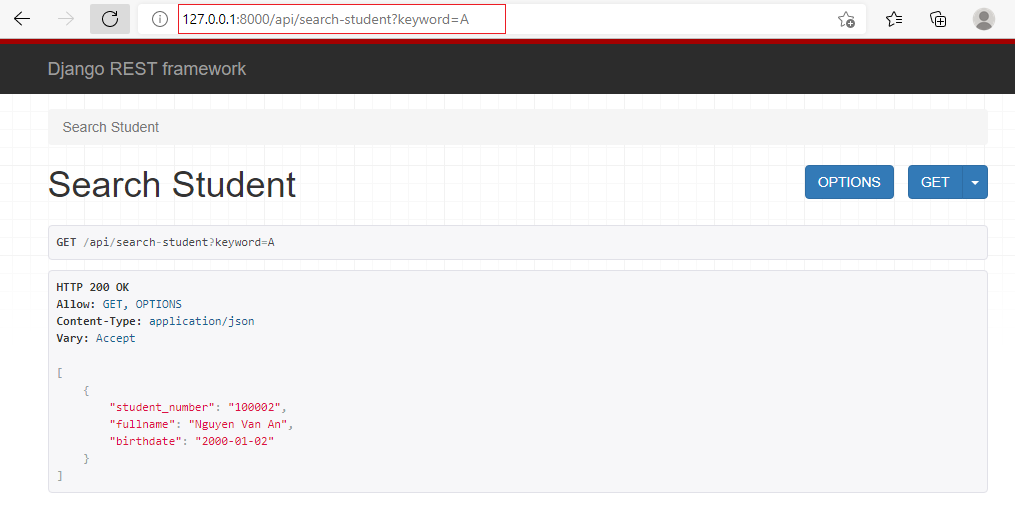 127.0.0.1:8000/api/search-student?keyword=A
Django REST framework
Search Student
Search Student
OPTIONS
GET
GET /api/search-student?keyword=A
HTTP 200 OK
Allow: GET, OPTIONS
Content-Type: application/json
Vary: Accept
[
    {
        "student_number": "100002",
        "fullname": "Nguyen Van An",
        "birthdate": "2000-01-02"
    }
]